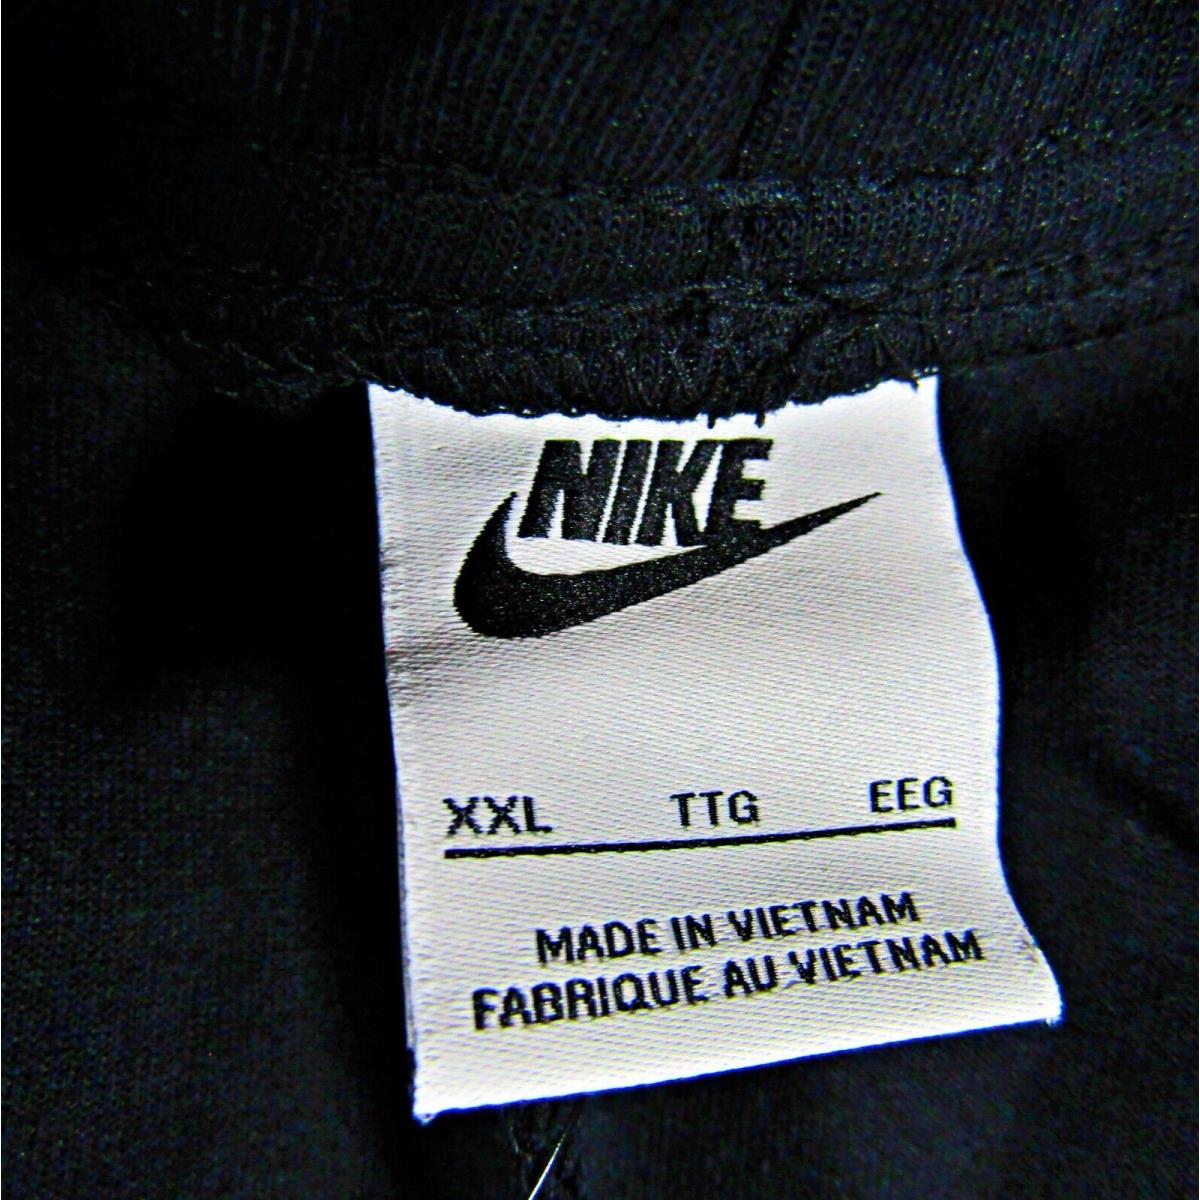 NIKE
XXL TTG EEG
MADE IN VIETNAM
FABRIQUE AU VIETNAM